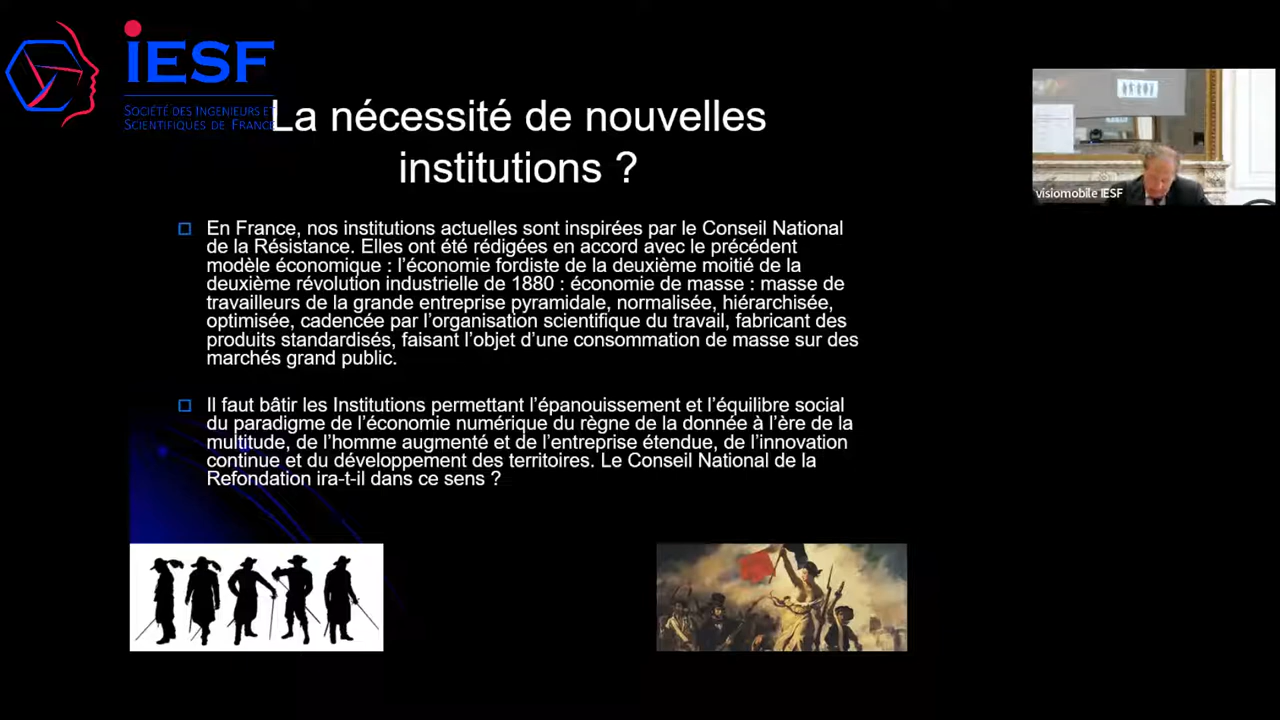 iESF
SOCIÉTÉ DES INGENIEURS ET
SCIENTIFIQUES DE FRANCE
La nécessité de nouvelles
institutions ?
visiomobile IESF
En France, nos institutions actuelles sont inspirées par le Conseil National
de la Résistance. Elles ont été rédigées en accord avec le précédent
modèle économique : l’économie fordiste de la deuxième moitié de la
deuxième révolution industrielle de 1880 : économie de masse : masse de
travailleurs de la grande entreprise pyramidale, normalisée, hiérarchisée,
optimisée, cadencée par l’organisation scientifique du travail, fabricant des
produits standardisés, faisant l’objet d’une consommation de masse sur des
marchés grand public.
Il faut bâtir les Institutions permettant l’épanouissement et l’équilibre social
du paradigme de l’économie numérique du règne de la donnée à l’ère de la
multitude, de l’homme augmenté et de l’entreprise étendue, de l’innovation
continue et du développement des territoires. Le Conseil National de la
Refondation ira-t-il dans ce sens ?